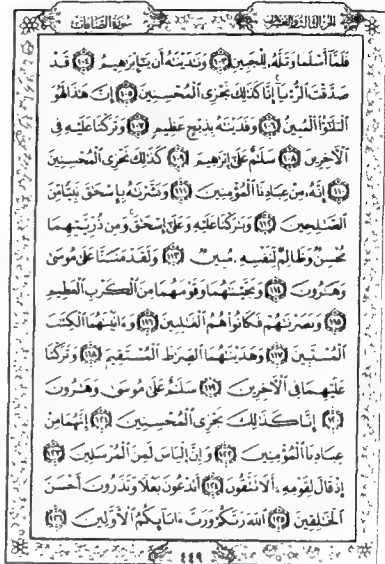 الجزء الثالث والعشرون
سورة الصافات
فَلَمَّآ أَسْلَمَا وَتَلَّهُۥ لِلْجَبِينِ ١٠٣ وَنَٰدَيْنَٰهُ أَن يَٰٓإِبْرَٰهِيمُ ١٠٤ قَدْ
صَدَّقْتَ ٱلرُّءْيَآ إِنَّا كَذَٰلِكَ نَجْزِى ٱلْمُحْسِنِينَ ١٠٥ إِنَّ هَٰذَا لَهُوَ
ٱلْبَلَٰٓؤُا۟ ٱلْمُبِينُ ١٠٦ وَفَدَيْنَٰهُ بِذِبْحٍ عَظِيمٍ ١٠٧ وَتَرَكْنَا عَلَيْهِ فِى
ٱلْءَاخِرِينَ ١٠٨ سَلَٰمٌ عَلَىٰٓ إِبْرَٰهِيمَ ١٠٩ كَذَٰلِكَ نَجْزِى ٱلْمُحْسِنِينَ
١١٠ إِنَّهُۥ مِنْ عِبَادِنَا ٱلْمُؤْمِنِينَ ١١١ وَبَشَّرْنَٰهُ بِإِسْحَٰقَ نَبِيًّا مِّنَ
ٱلصَّٰلِحِينَ ١١٢ وَبَٰرَكْنَا عَلَيْهِ وَعَلَىٰٓ إِسْحَٰقَ وَمِن ذُرِّيَّتِهِمَا
مُحْسِنٌ وَظَالِمٌ لِّنَفْسِهِۦ مُبِينٌ ١١٣ وَلَقَدْ مَنَنَّا عَلَىٰ مُوسَىٰ
وَهَٰرُونَ ١١٤ وَنَجَّيْنَٰهُمَا وَقَوْمَهُمَا مِنَ ٱلْكَرْبِ ٱلْعَظِيمِ
١١٥ وَنَصَرْنَٰهُمْ فَكَانُوا۟ هُمُ ٱلْغَٰلِبِينَ ١١٦ وَءَاتَيْنَٰهُمَا ٱلْكِتَٰبَ
ٱلْمُسْتَبِينَ ١١٧ وَهَدَيْنَٰهُمَا ٱلصِّرَٰطَ ٱلْمُسْتَقِيمَ ١١٨ وَتَرَكْنَا
عَلَيْهِمَا فِى ٱلْءَاخِرِينَ ١١٩ سَلَٰمٌ عَلَىٰ مُوسَىٰ وَهَٰرُونَ
١٢٠ إِنَّا كَذَٰلِكَ نَجْزِى ٱلْمُحْسِنِينَ ١٢١ إِنَّهُمَا مِنْ
عِبَادِنَا ٱلْمُؤْمِنِينَ ١٢٢ وَإِنَّ إِلْيَاسَ لَمِنَ ٱلْمُرْسَلِينَ ١٢٣
إِذْ قَالَ لِقَوْمِهِۦٓ أَلَا تَتَّقُونَ ١٢٤ أَتَدْعُونَ بَعْلًا وَتَذَرُونَ أَحْسَنَ
ٱلْخَٰلِقِينَ ١٢٥ ٱللَّهَ رَبَّكُمْ وَرَبَّ ءَابَآئِكُمُ ٱلْأَوَّلِينَ ١٢٦
٤٤٩